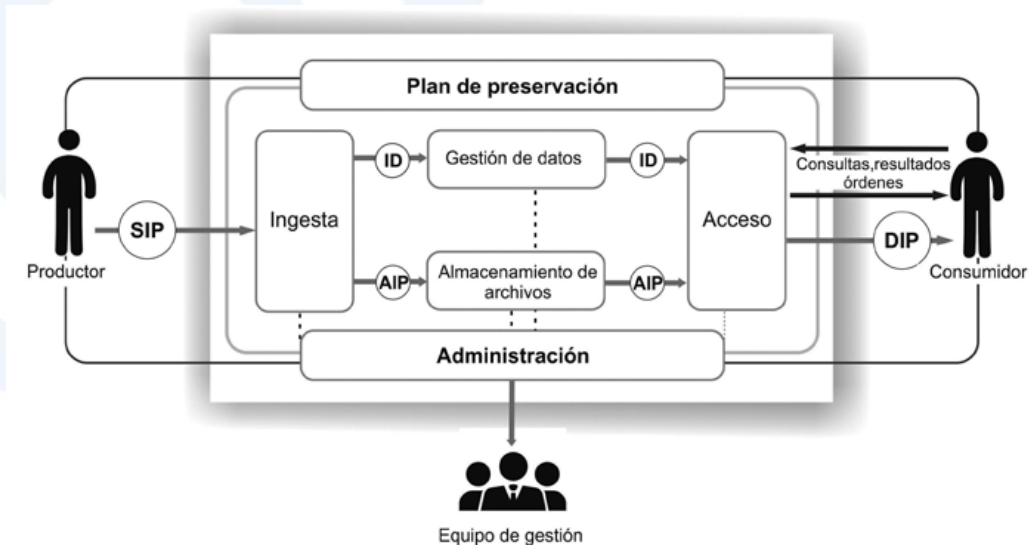 Plan de preservación
ID
Gestión de datos
ID
Consultas,resultados
órdenes
Ingesta
Acceso
SIP
DIP
Productor
Consumidor
AIP
Almacenamiento de
archivos
AIP
Administración
Equipo de gestión